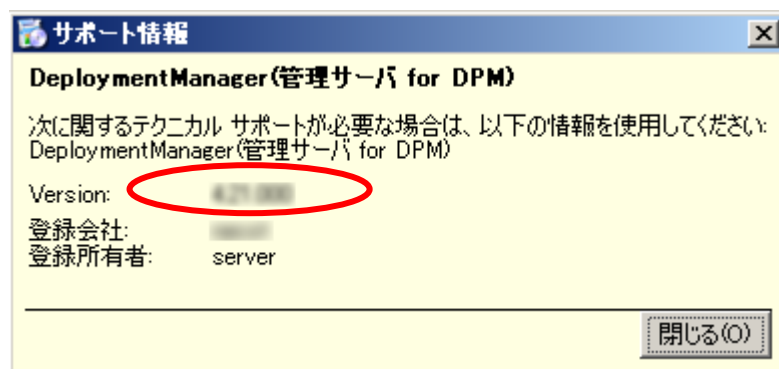 サポート情報
DeploymentManager(管理サーバ for DPM)
次に関するテクニカル サポートが必要な場合は、以下の情報を使用してください:
DeploymentManager(管理サーバ for DPM)
Version:
登録会社:
登録所有者: server
閉じる(O)